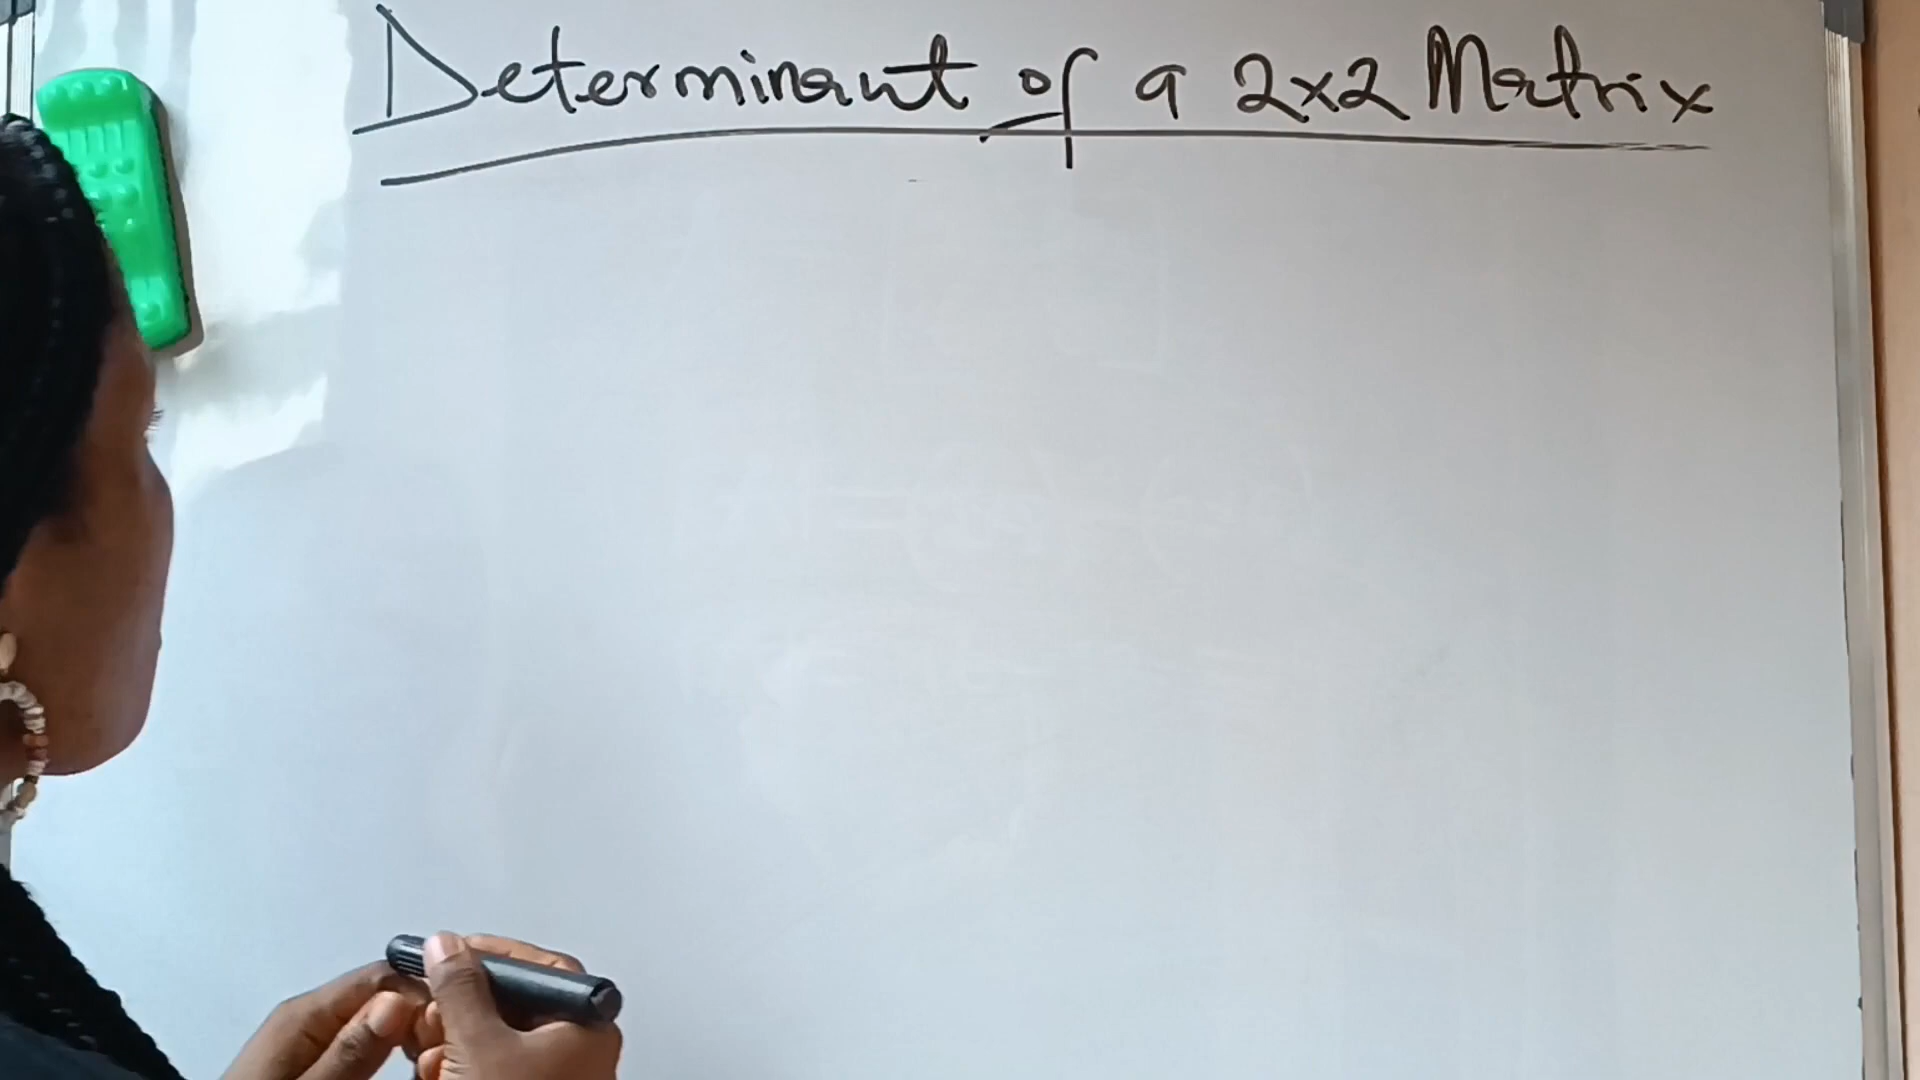 Determinant of a 2x2 Matrix